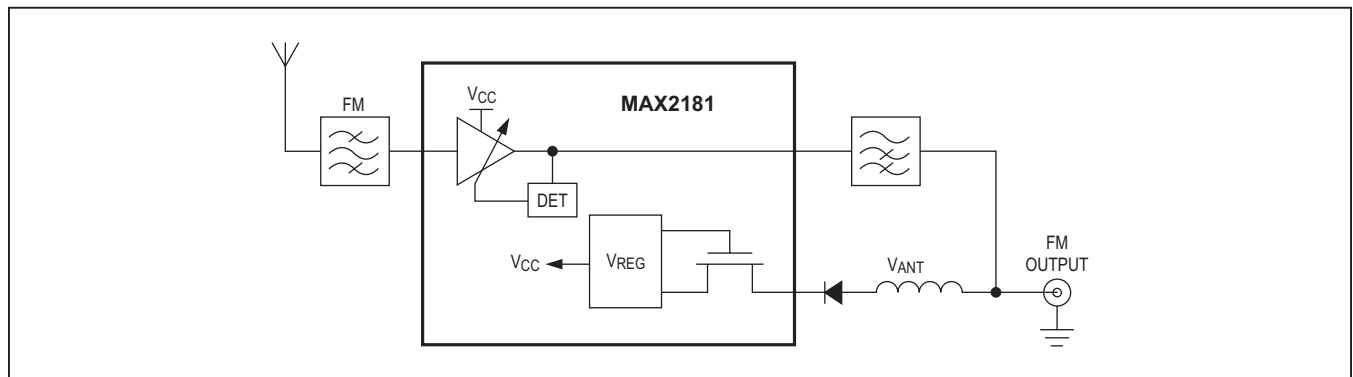 FM
VCC
MAX2181
DET
VCC
VREG
VANT
FM
OUTPUT